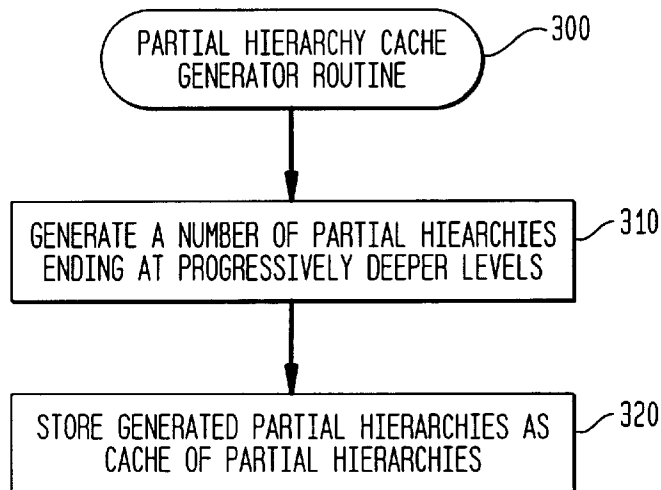 PARTIAL HIERARCHY CACHE
GENERATOR ROUTINE
300
GENERATE A NUMBER OF PARTIAL HIEARCHIES
ENDING AT PROGRESSIVELY DEEPER LEVELS
310
STORE GENERATED PARTIAL HIERARCHIES AS
CACHE OF PARTIAL HIERARCHIES
320